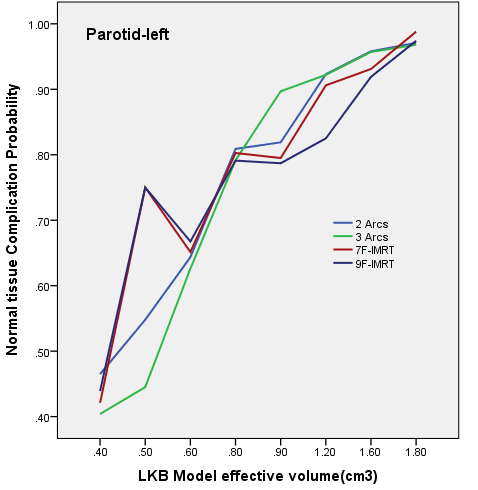 Parotid-left
Normal tissue Complication Probability
1.00
.90
.80
.70
.60
.50
.40
2 Arcs
3 Arcs
7F-IMRT
9F-IMRT
.40 .50 .60 .80 .90 1.20 1.60 1.80
LKB Model effective volume(cm3)